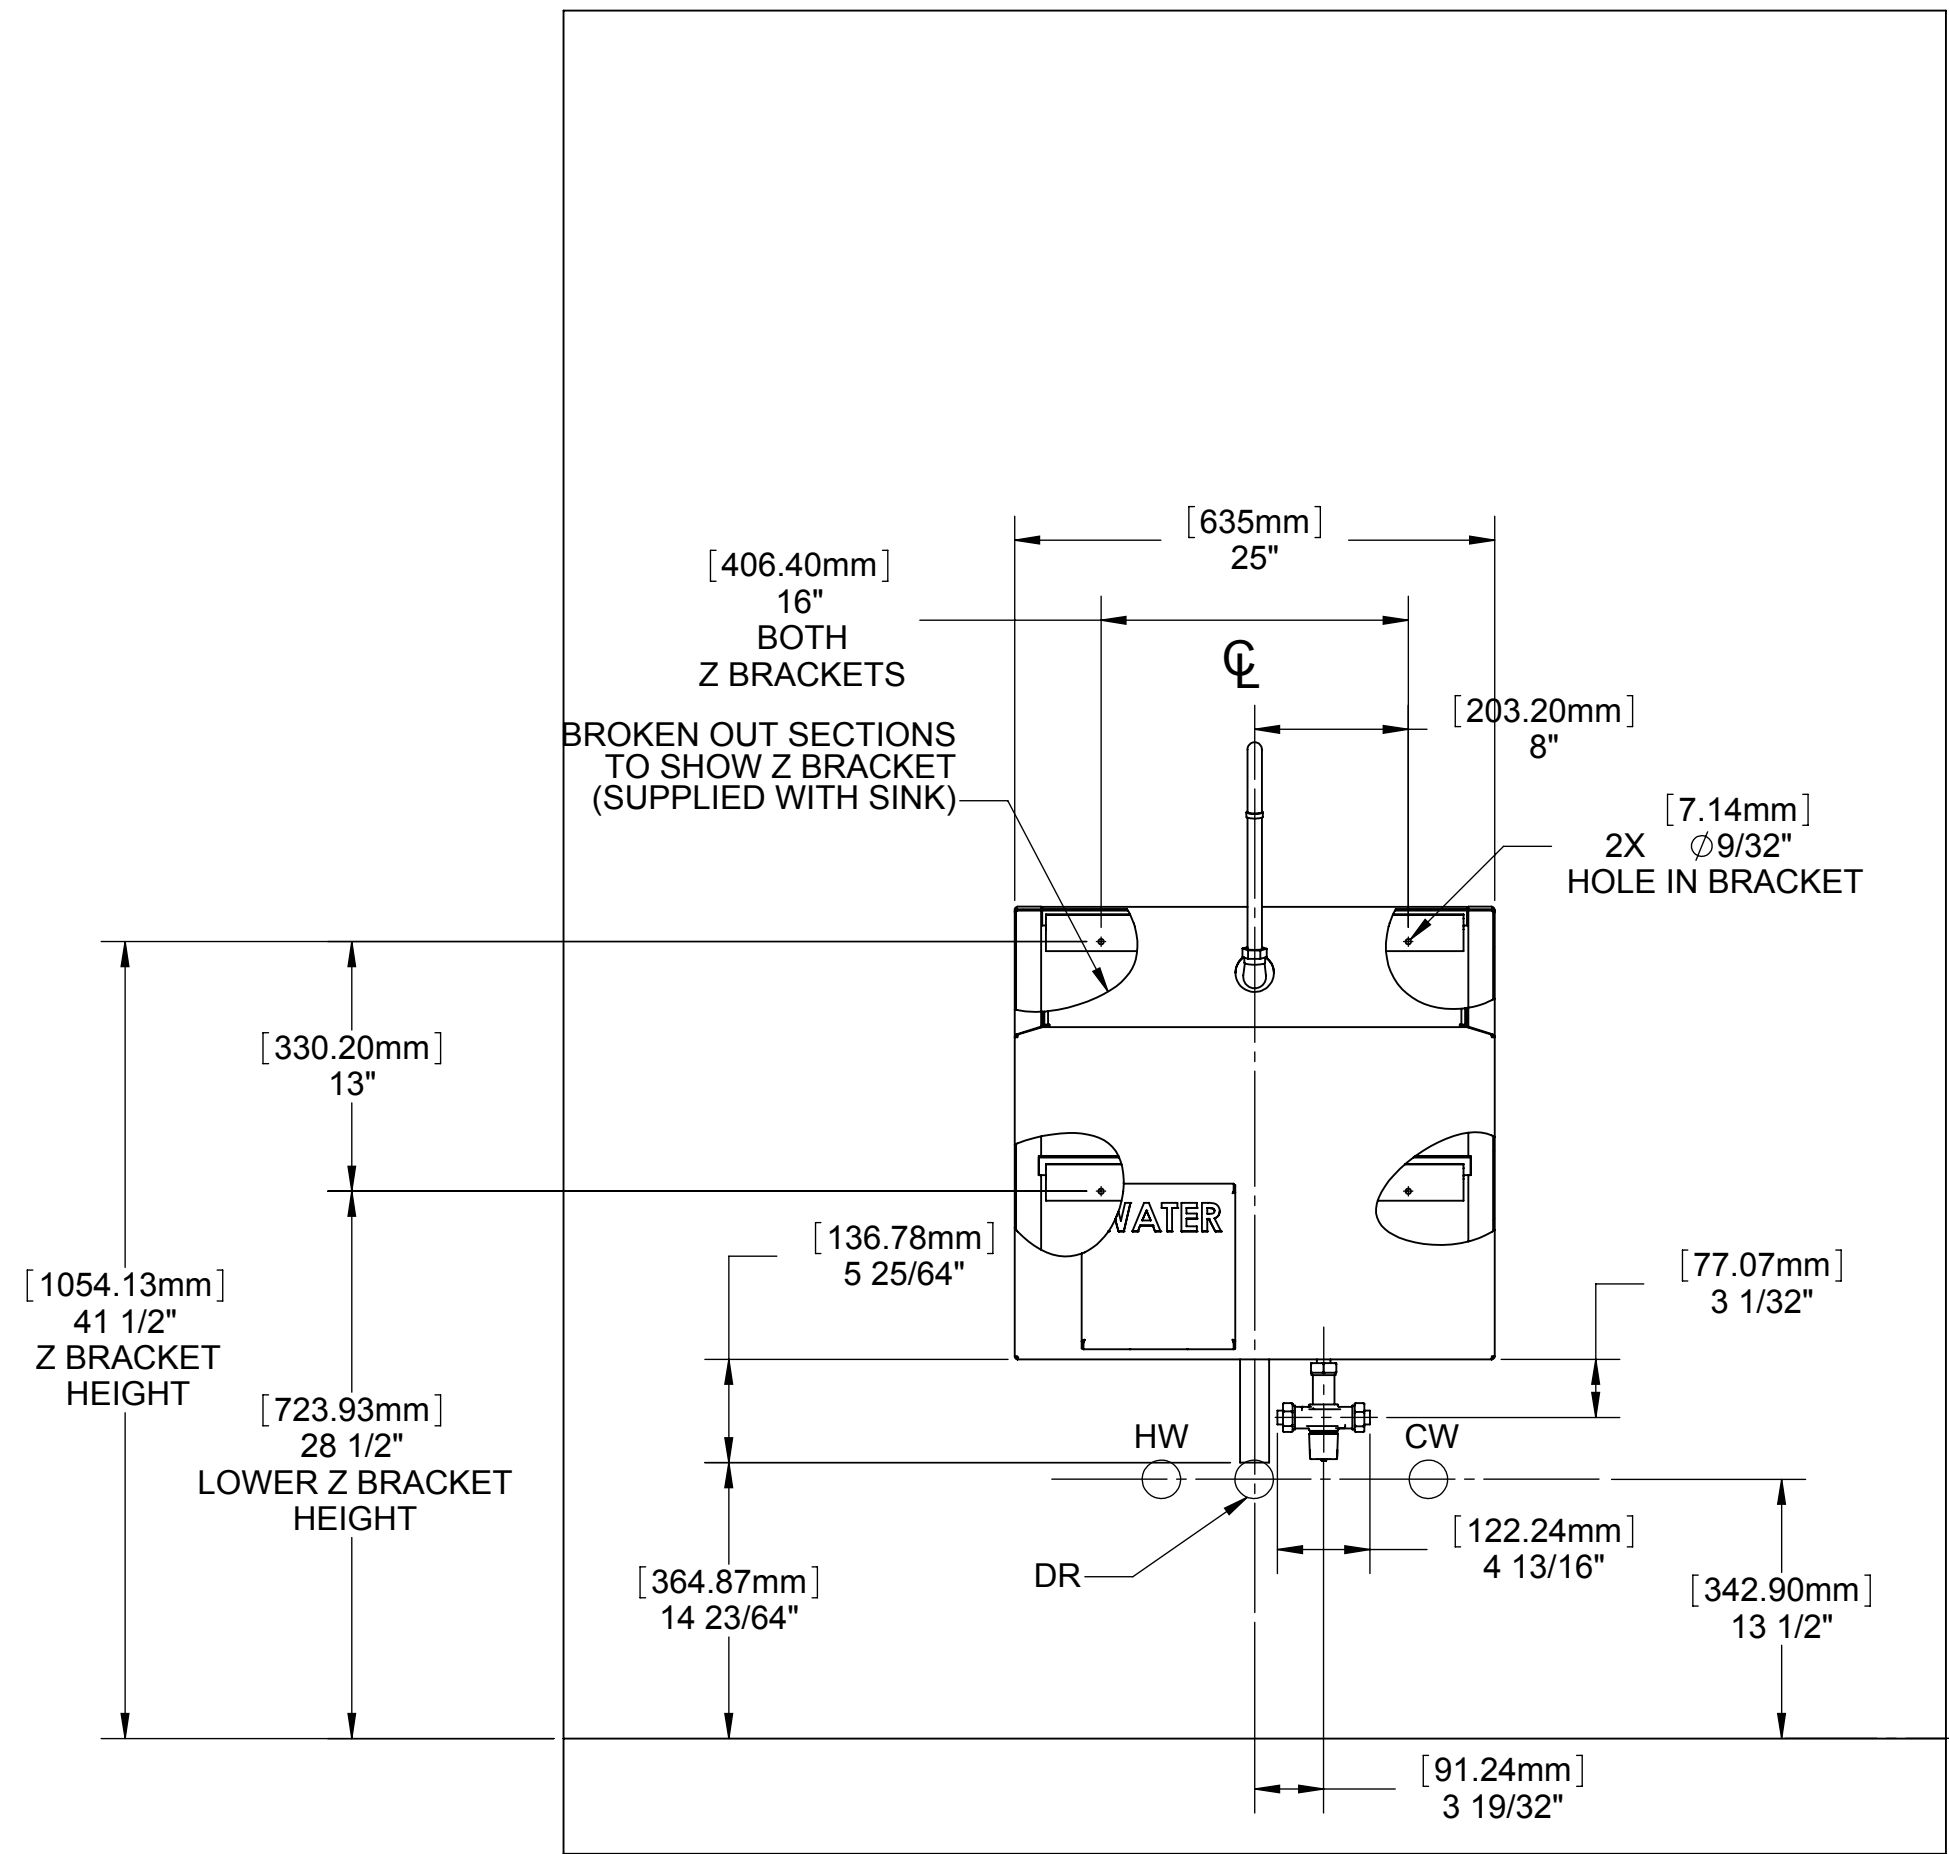 [635mm]
25"
[406.40mm]
16"
BOTH
Z BRACKETS
℄
[203.20mm]
8"
BROKEN OUT SECTIONS
TO SHOW Z BRACKET
(SUPPLIED WITH SINK)
[7.14mm]
2X ∅9/32"
HOLE IN BRACKET
[330.20mm]
13"
WATER
[136.78mm]
5 25/64"
[77.07mm]
3 1/32"
[1054.13mm]
41 1/2"
Z BRACKET
HEIGHT
[723.93mm]
28 1/2"
LOWER Z BRACKET
HEIGHT
HW
CW
[122.24mm]
4 13/16"
DR
[364.87mm]
14 23/64"
[342.90mm]
13 1/2"
[91.24mm]
3 19/32"